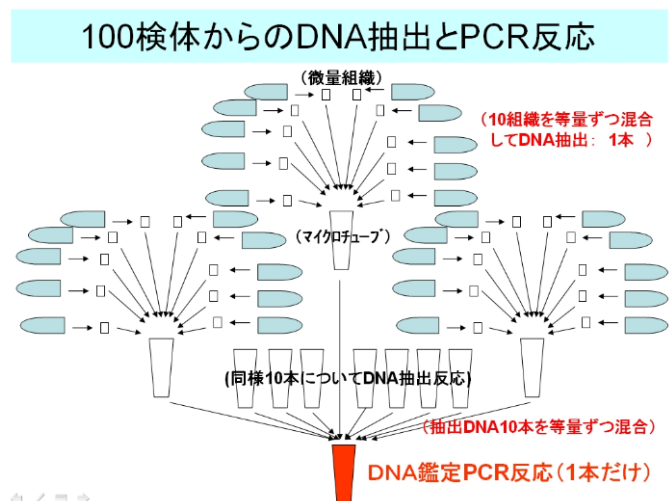 100検体からのDNA抽出とPCR反応
(微量組織)
(10組織を等量ずつ混合
してDNA抽出: 1本 )
(マイクロチューブ)
(同様10本についてDNA抽出反応)
(抽出DNA10本を等量ずつ混合)
DNA鑑定PCR反応(1本だけ)